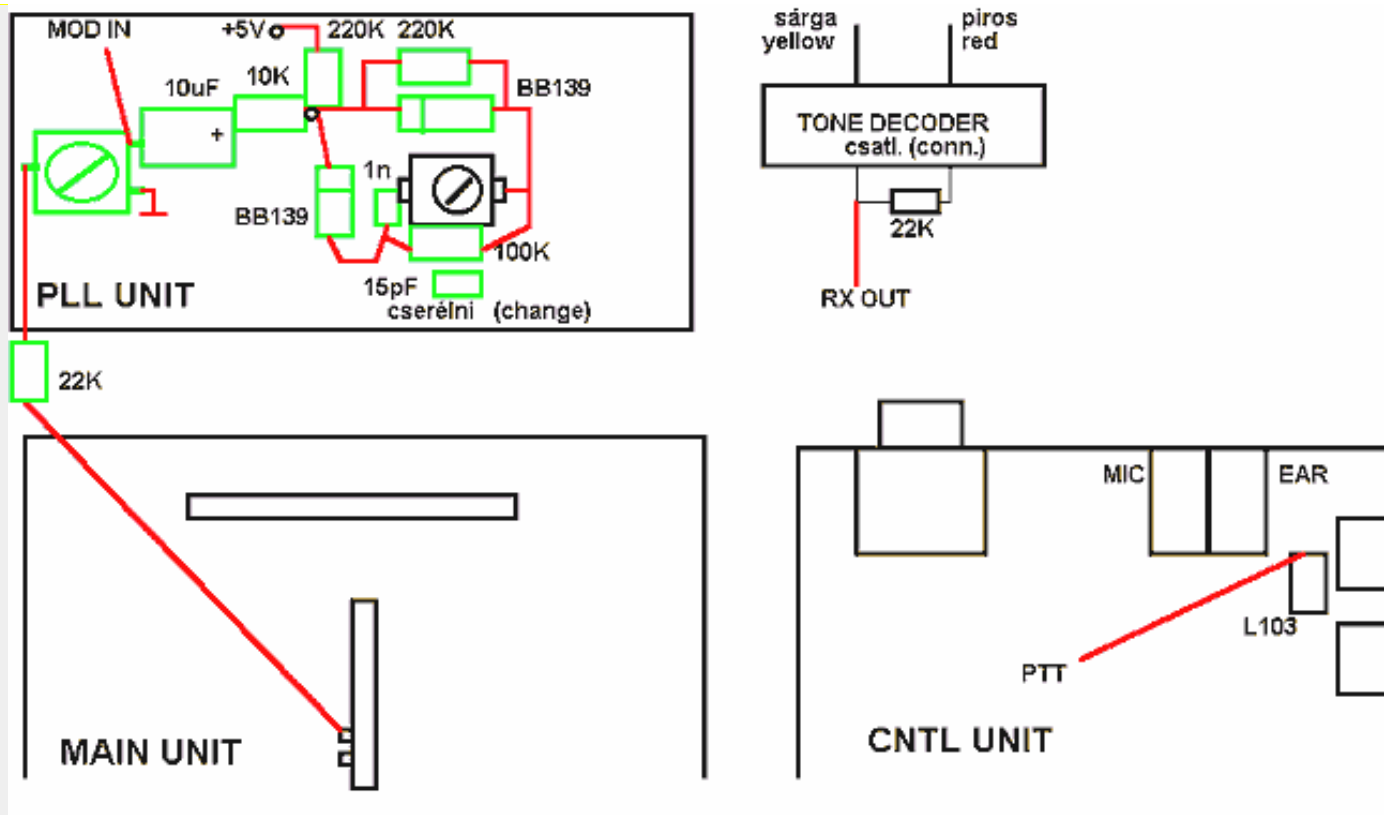 MOD IN
+5V
220K
220K
10K
10uF
+
BB139
1n
BB139
100K
15pF
cserélni (change)
PLL UNIT
22K
MAIN UNIT
sárga
yellow
piros
red
TONE DECODER
csatl. (conn.)
22K
RX OUT
MIC
EAR
L103
PTT
CNTL UNIT